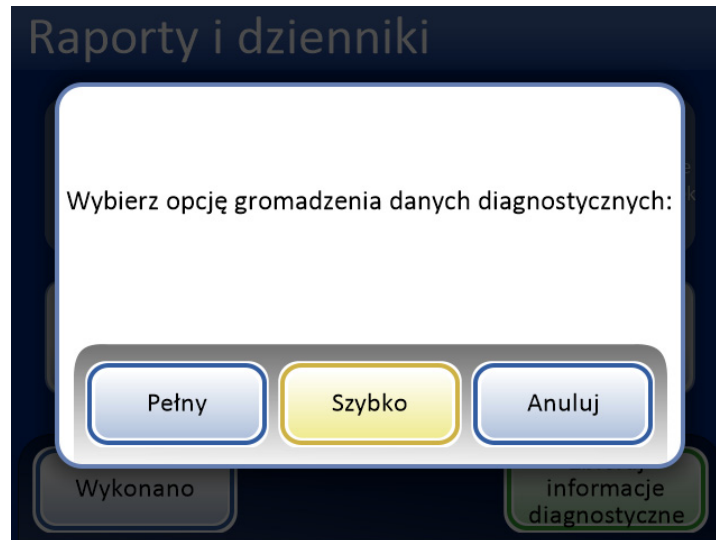 Raporty i dzienniki
Wybierz opcję gromadzenia danych diagnostycznych:
Pełny
Szybko
Anuluj
Wykonano
informacje
diagnostyczne